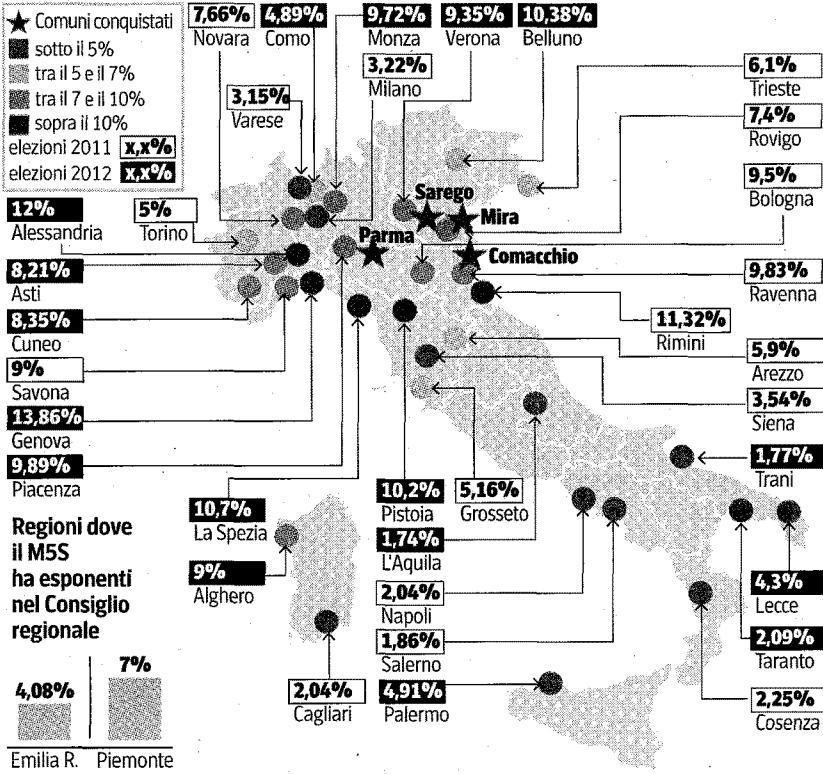 Comuni conquistati
sotto il 5%
tra il 5 e il 7%
tra il 7 e il 10%
sopra il 10%
elezioni 2011 x,x%
elezioni 2012 x,x%
7,66%
Novara
4,89%
Como
9,72%
Monza
9,35%
Verona
10,38%
Belluno
3,22%
Milano
3,15%
Varese
6,1%
Trieste
7,4%
Rovigo
9,5%
Bologna
12%
Alessandria
5%
Torino
Sarego
Mira
Parma
Comacchio
8,21%
Asti
8,35%
Cuneo
9%
Savona
13,86%
Genova
9,89%
Piacenza
9,83%
Ravenna
11,32%
Rimini
5,9%
Arezzo
3,54%
Siena
1,77%
Trani
10,7%
La Spezia
10,2%
Pistoia
5,16%
Grosseto
1,74%
L'Aquila
9%
Alghero
2,04%
Napoli
1,86%
Salerno
4,3%
Lecce
2,09%
Taranto
2,25%
Cosenza
2,04%
Cagliari
4,91%
Palermo
Regioni dove
il M5S
ha esponenti
nel Consiglio
regionale
4,08%
7%
Emilia R.
Piemonte